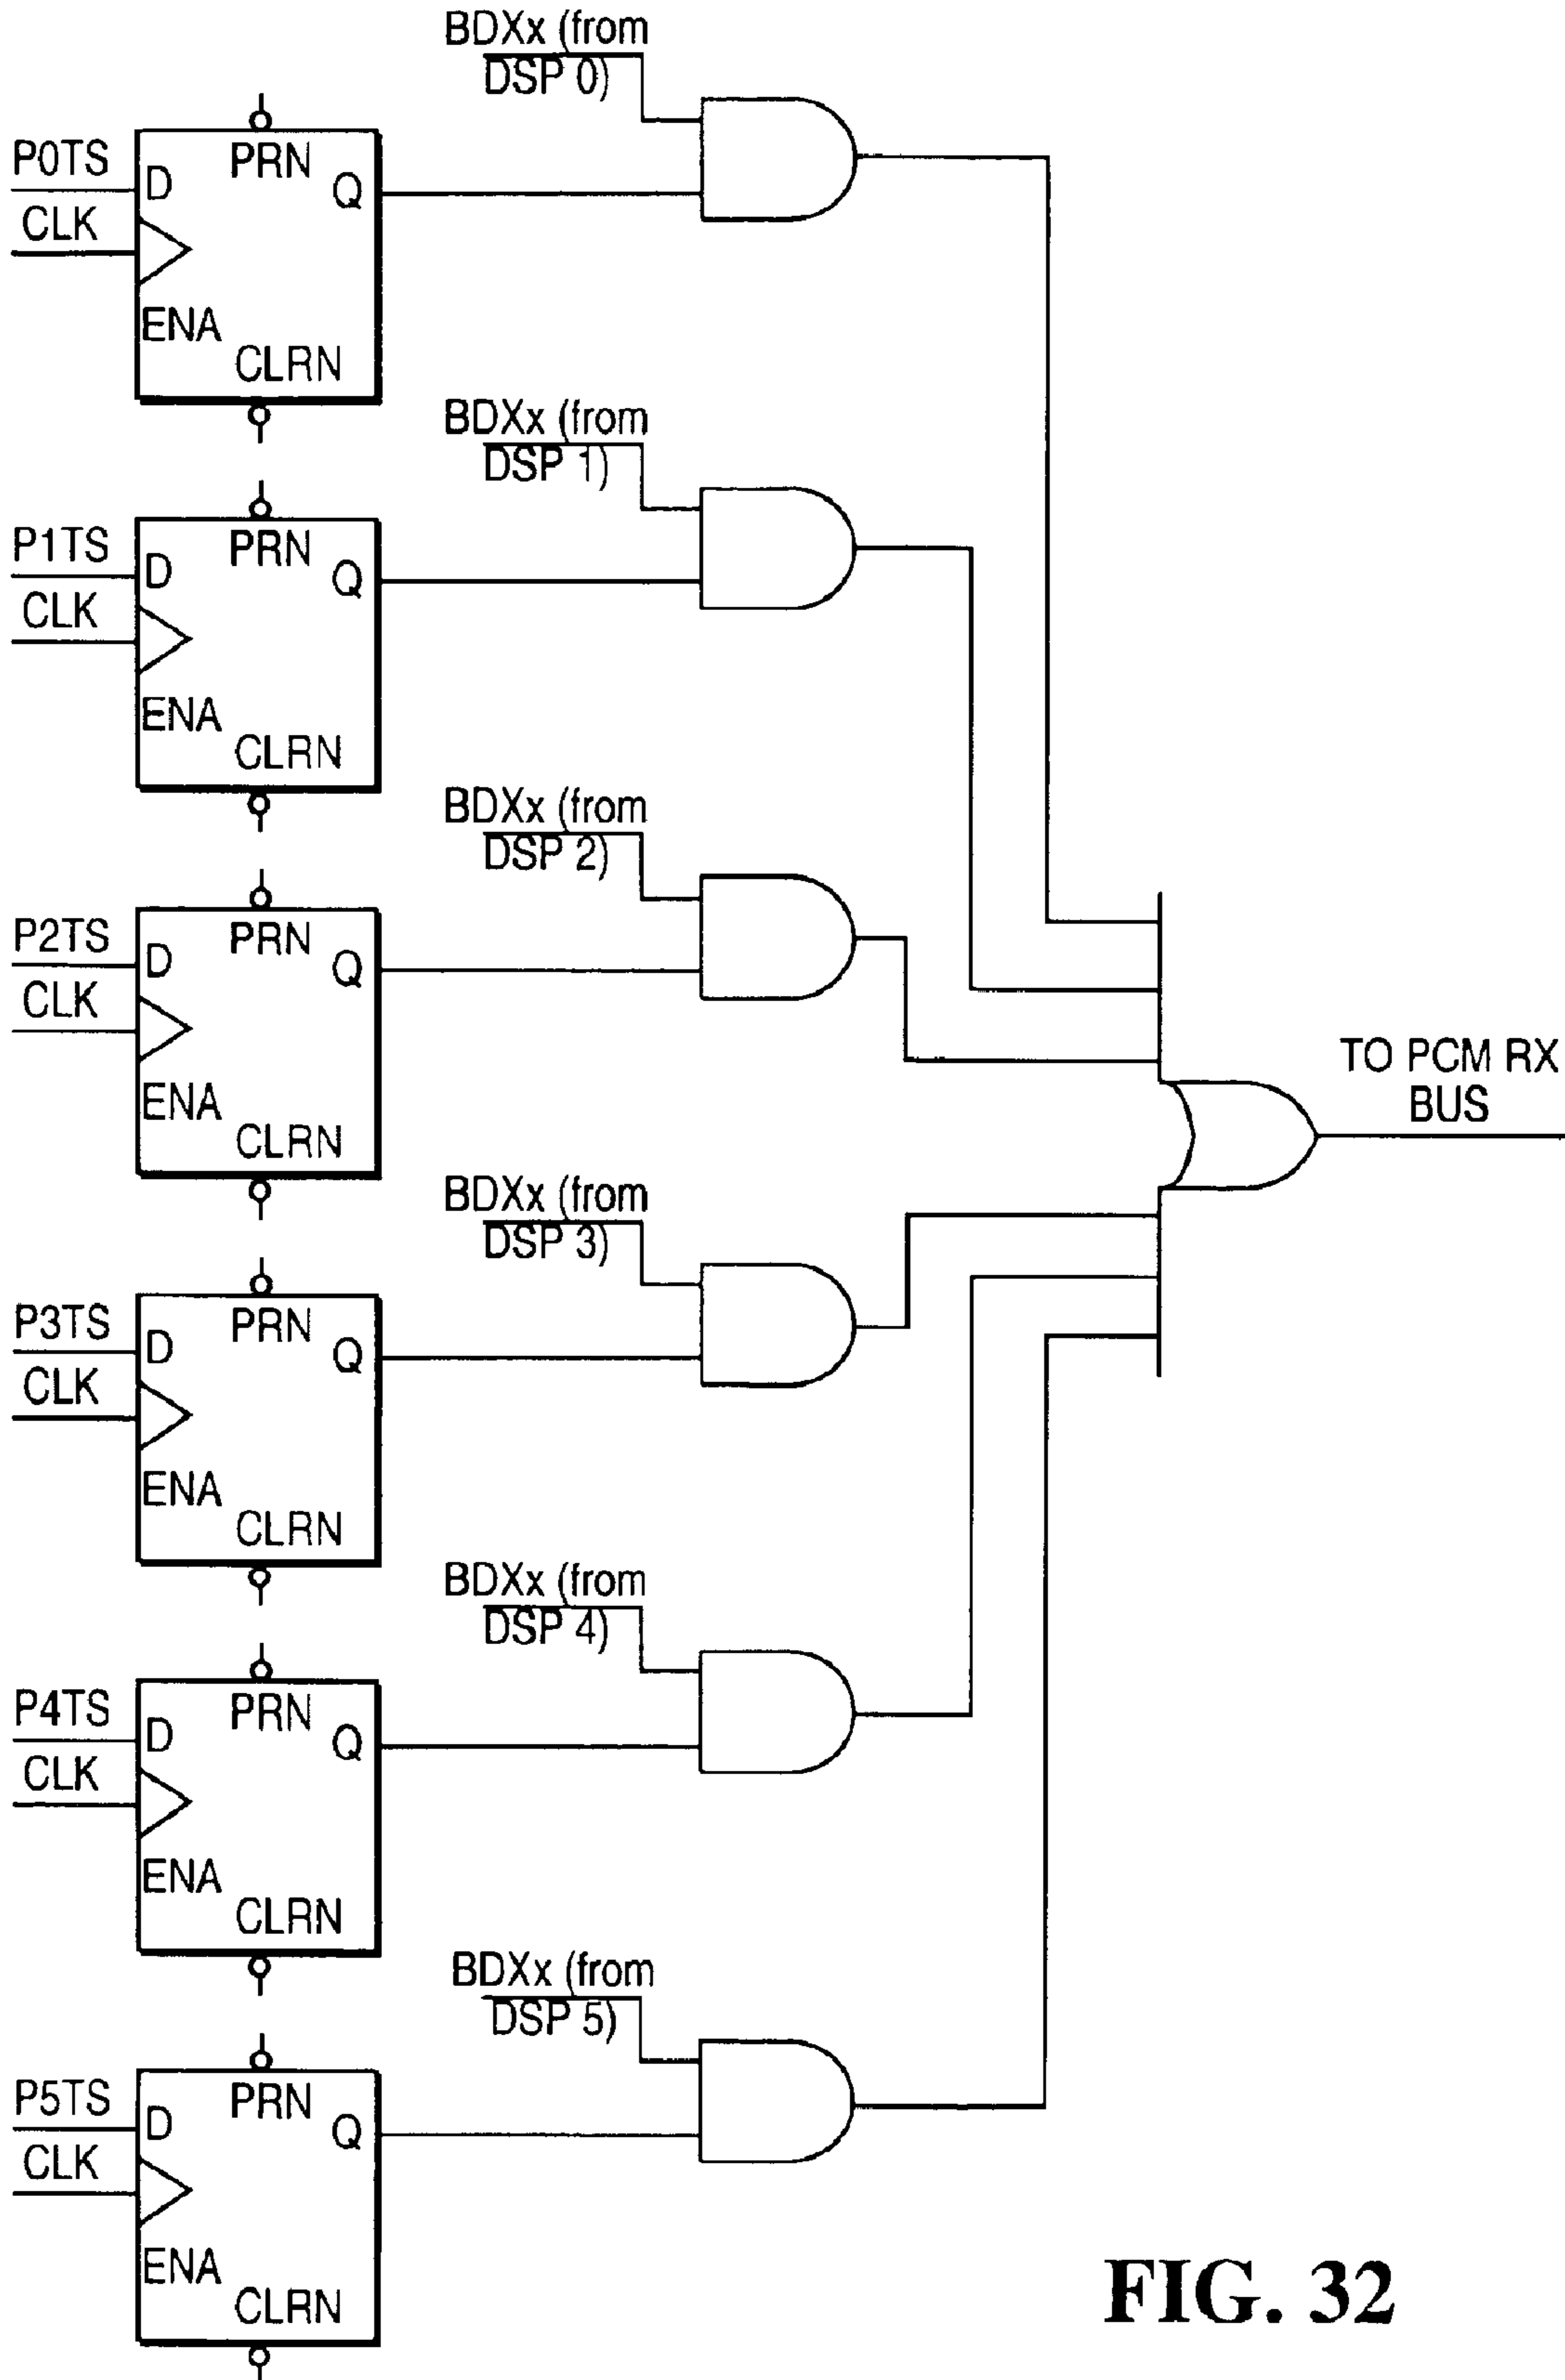 BDXx (from
DSP 0)
P0TS
CLK
D
PRN
Q
ENA
CLRN
BDXx (from
DSP 1)
P1TS
CLK
D
PRN
Q
ENA
CLRN
BDXx (from
DSP 2)
P2TS
CLK
D
PRN
Q
ENA
CLRN
TO PCM RX
BUS
BDXx (from
DSP 3)
P3TS
CLK
D
PRN
Q
ENA
CLRN
BDXx (from
DSP 4)
P4TS
CLK
D
PRN
Q
ENA
CLRN
BDXx (from
DSP 5)
P5TS
CLK
D
PRN
Q
ENA
CLRN
FIG. 32